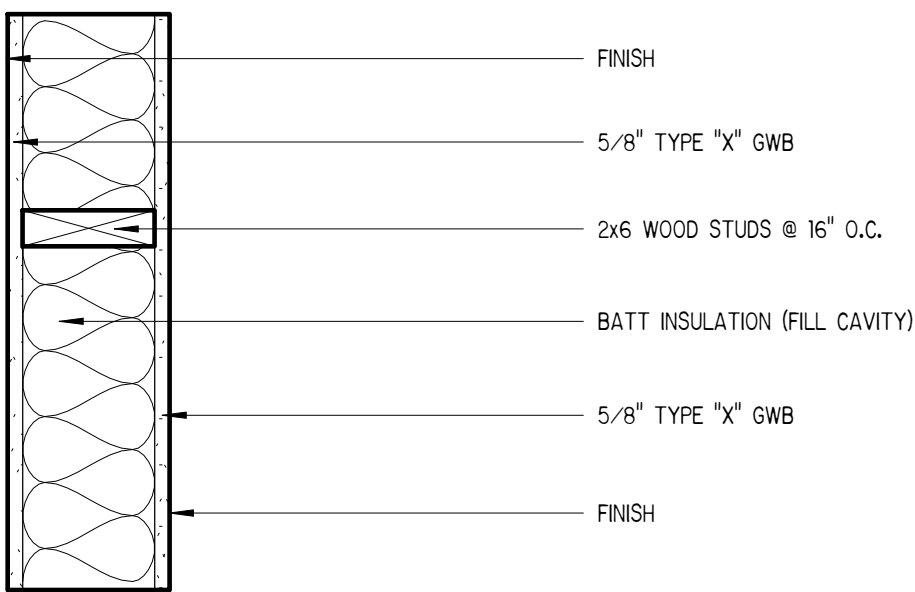 FINISH
5/8" TYPE "X" GWB
2x6 WOOD STUDS @ 16" O.C.
BATT INSULATION (FILL CAVITY)
5/8" TYPE "X" GWB
FINISH